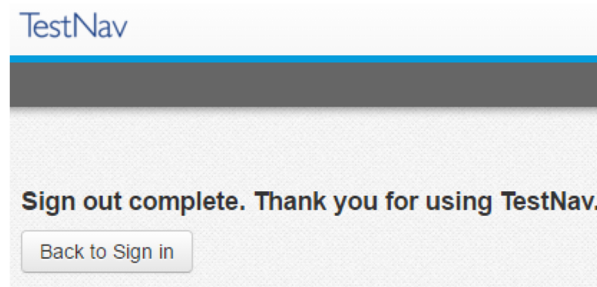 TestNav
Sign out complete. Thank you for using TestNav.
Back to Sign in